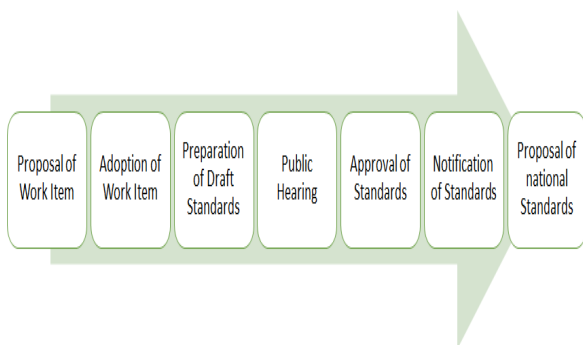 Proposal of
Work Item
Adoption of
Work Item
Preparation
of Draft
Standards
Public
Hearing
Approval of
Standards
Notification
of Standards
Proposal of
national
Standards